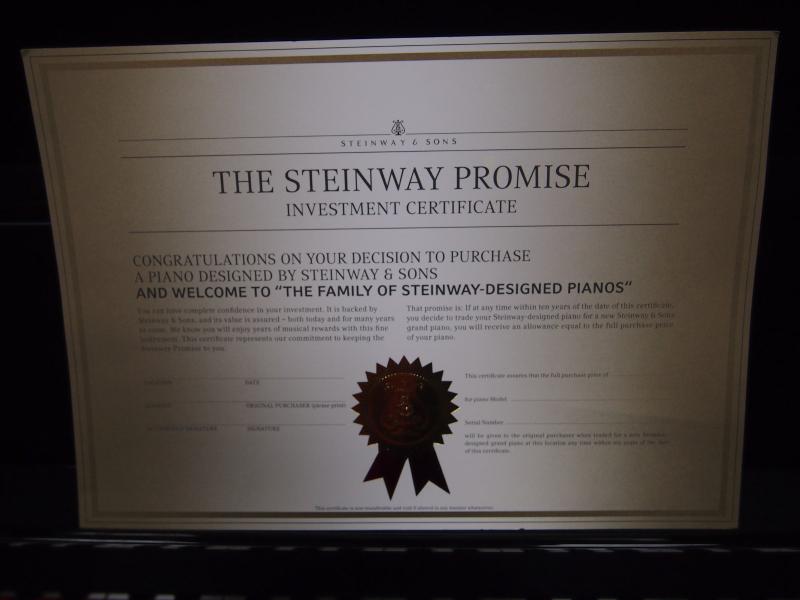 STEINWAY & SONS
THE STEINWAY PROMISE
INVESTMENT CERTIFICATE
CONGRATULATIONS ON YOUR DECISION TO PURCHASE
A PIANO DESIGNED BY STEINWAY & SONS
AND WELCOME TO “THE FAMILY OF STEINWAY-DESIGNED PIANOS”
You can have complete confidence in your investment. It is backed by
Steinway & Sons, and its value is assured – both today and for many years
to come. We know you will enjoy years of musical rewards with this fine
instrument. This certificate represents our commitment to keeping the
Steinway Promise to you.
That promise is: If at any time within ten years of the date of this certificate,
you decide to trade your Steinway-designed piano for a new Steinway & Sons
grand piano, you will receive an allowance equal to the full purchase price
of your piano.
DATE
ORIGINAL PURCHASER (please print)
SIGNATURE
This certificate assures that the full purchase price of
for piano Model
Serial Number
will be given to the original purchaser when traded for a new Steinway-
designed grand piano at this location any time within ten years of the date
of this certificate.
This certificate is non-transferable and void if altered in any manner whatsoever.